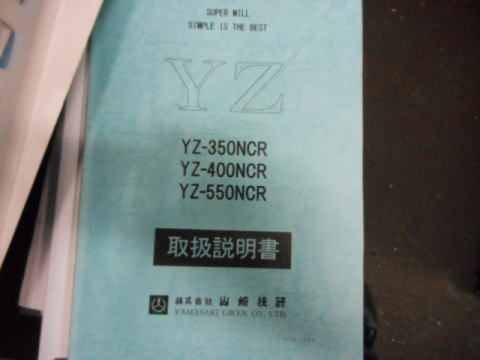 SUPER MILL
SIMPLE IS THE BEST
YZ
YZ-350NCR
YZ-400NCR
YZ-550NCR
取扱説明書
株式会社 山崎技研
YAMASAKI GIKEN CO., LTD